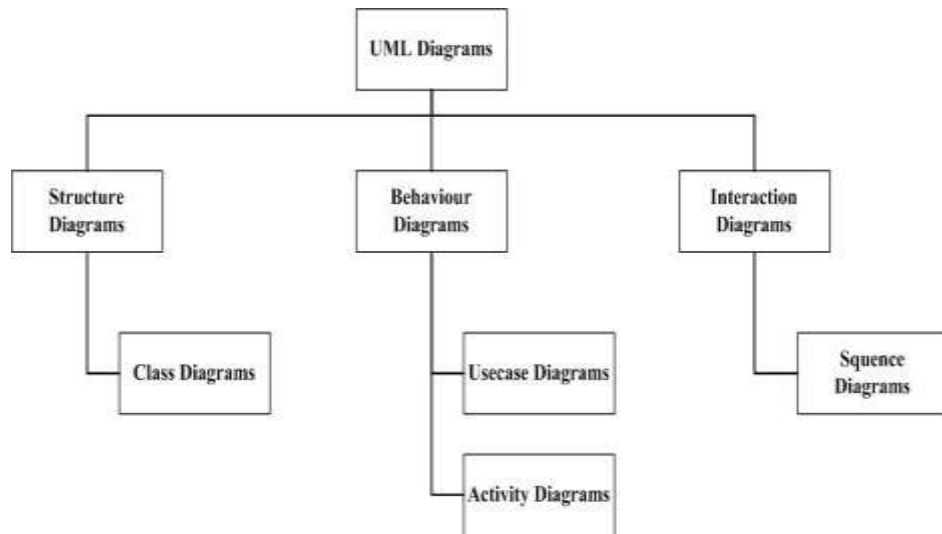 UML Diagrams
Structure
Diagrams
Behaviour
Diagrams
Interaction
Diagrams
Class Diagrams
Usecase Diagrams
Squence
Diagrams
Activity Diagrams